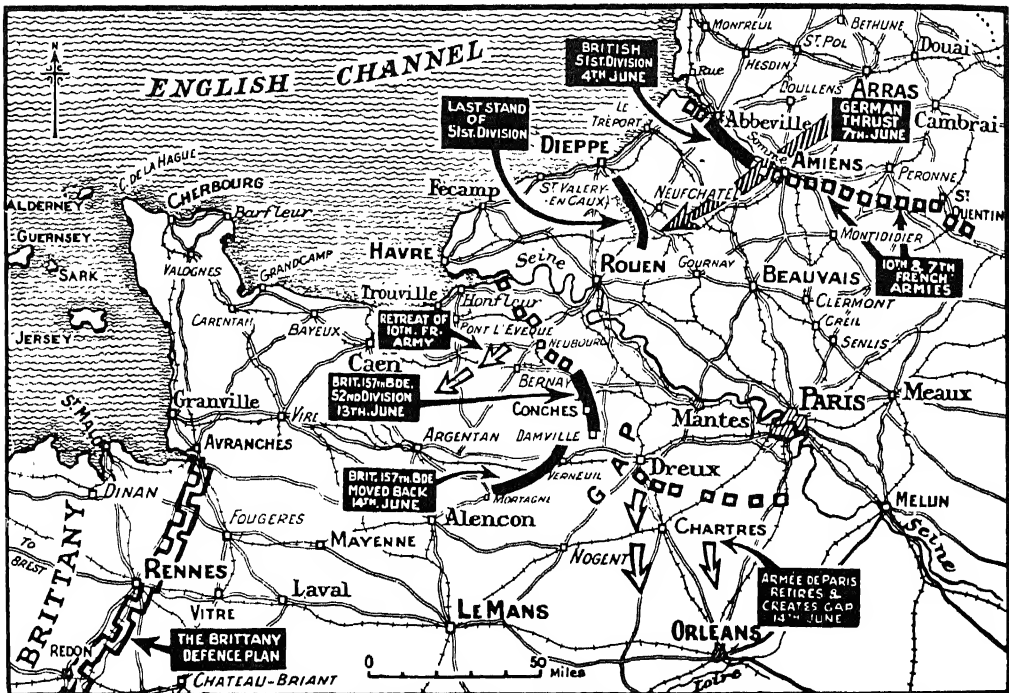 MONTREUL
BETHUNE
ST. POL
Douai
HESDIN
BRITISH
51ST. DIVISION
4TH. JUNE
Rue
ENGLISH CHANNEL
N
ARRAS
DOULLENS
GERMAN
THRUST
7TH. JUNE
Cambrai
LAST STAND
OF
51ST. DIVISION
LE
TRÉPORT
Abbeville
Somme
DIEPPE
AMIENS
PERONNE
C. DE LA HAGUE
CHERBOURG
Barfleur
ALDERNEY
Fécamp
ST VALERY-
EN CAUX
NEUFCHATEL
ST.
QUENTIN
GUERNSEY
SARK
VALOGNES
GRANDCAMP
HAVRE
Seine
ROUEN
GOURNAY
MONTDIDIER
BEAUVAIS
10TH. & 7TH.
FRENCH
ARMIES
JERSEY
CARENTAN
BAYEUX
Trouville
Honfleur
CLERMONT
CREIL
RETREAT OF
10TH. FR.
ARMY
PONT L'EVEQUE
NEUBOURG
SENLIS
Caen
BERNAY
BRIT. 157TH BDE.
52ND DIVISION
13TH. JUNE
Granville
VIRE
CONCHES
Mantes
PARIS
Meaux
ST MALO
AVRANCHES
ARGENTAN
DAMVILLE
GAP
DINAN
BRIT. 157TH. BDE
MOVED BACK
14TH. JUNE
VERNEUIL
Dreux
MORTAGNE
MELUN
Seine
FOUGERES
Alencon
CHARTRES
MAYENNE
NOGENT
TO
BREST
BRITTANY
RENNES
VITRE
Laval
LE MANS
ARMÉE DE PARIS
RETIRES &
CREATES GAP
14TH JUNE
ORLEANS
THE BRITTANY
DEFENCE PLAN
REDON
CHATEAU-BRIANT
0 50
Miles
Loire